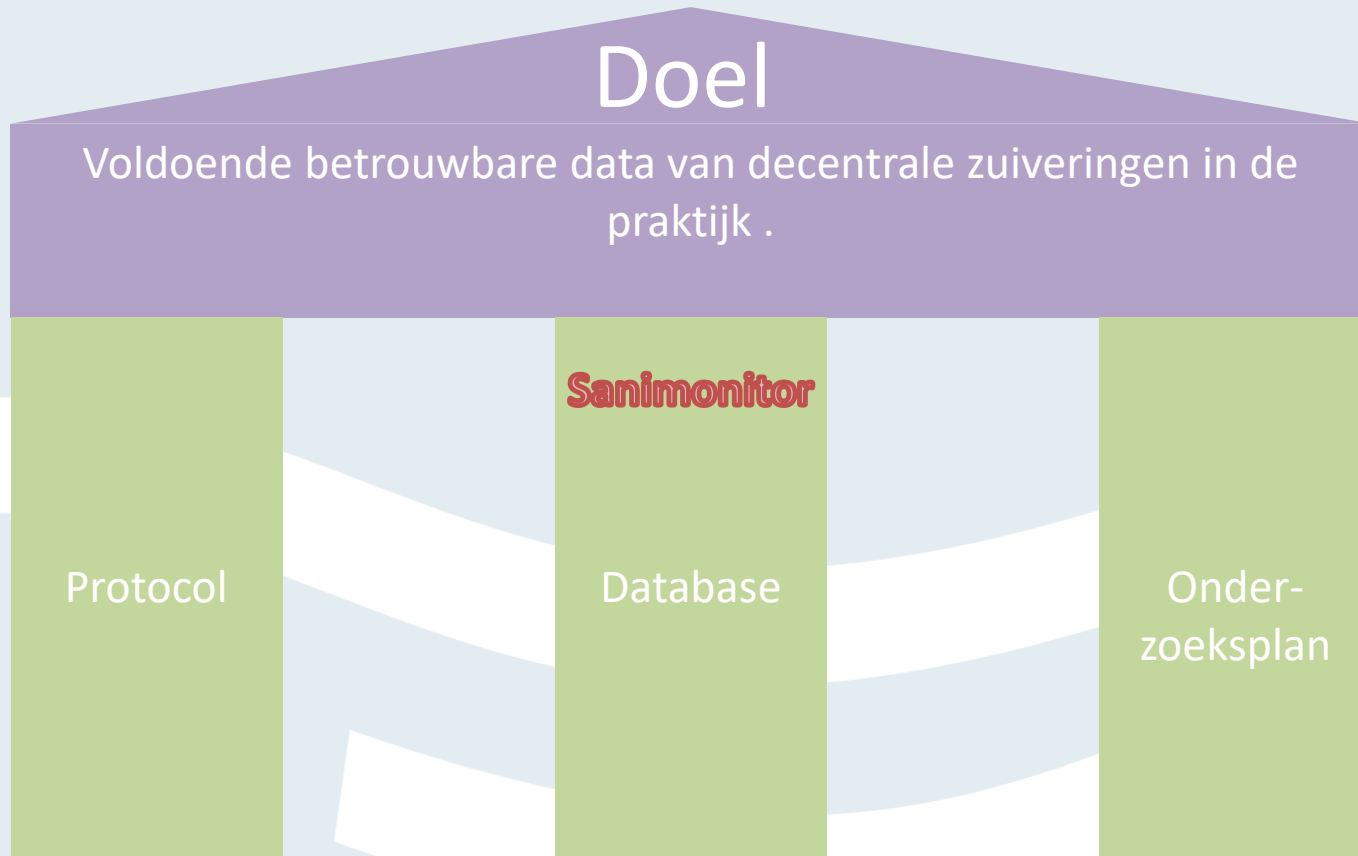 Doel
Voldoende betrouwbare data van decentrale zuiveringen in de
praktijk .
Sanimonitor
Protocol
Database
Onder-
zoeksplan